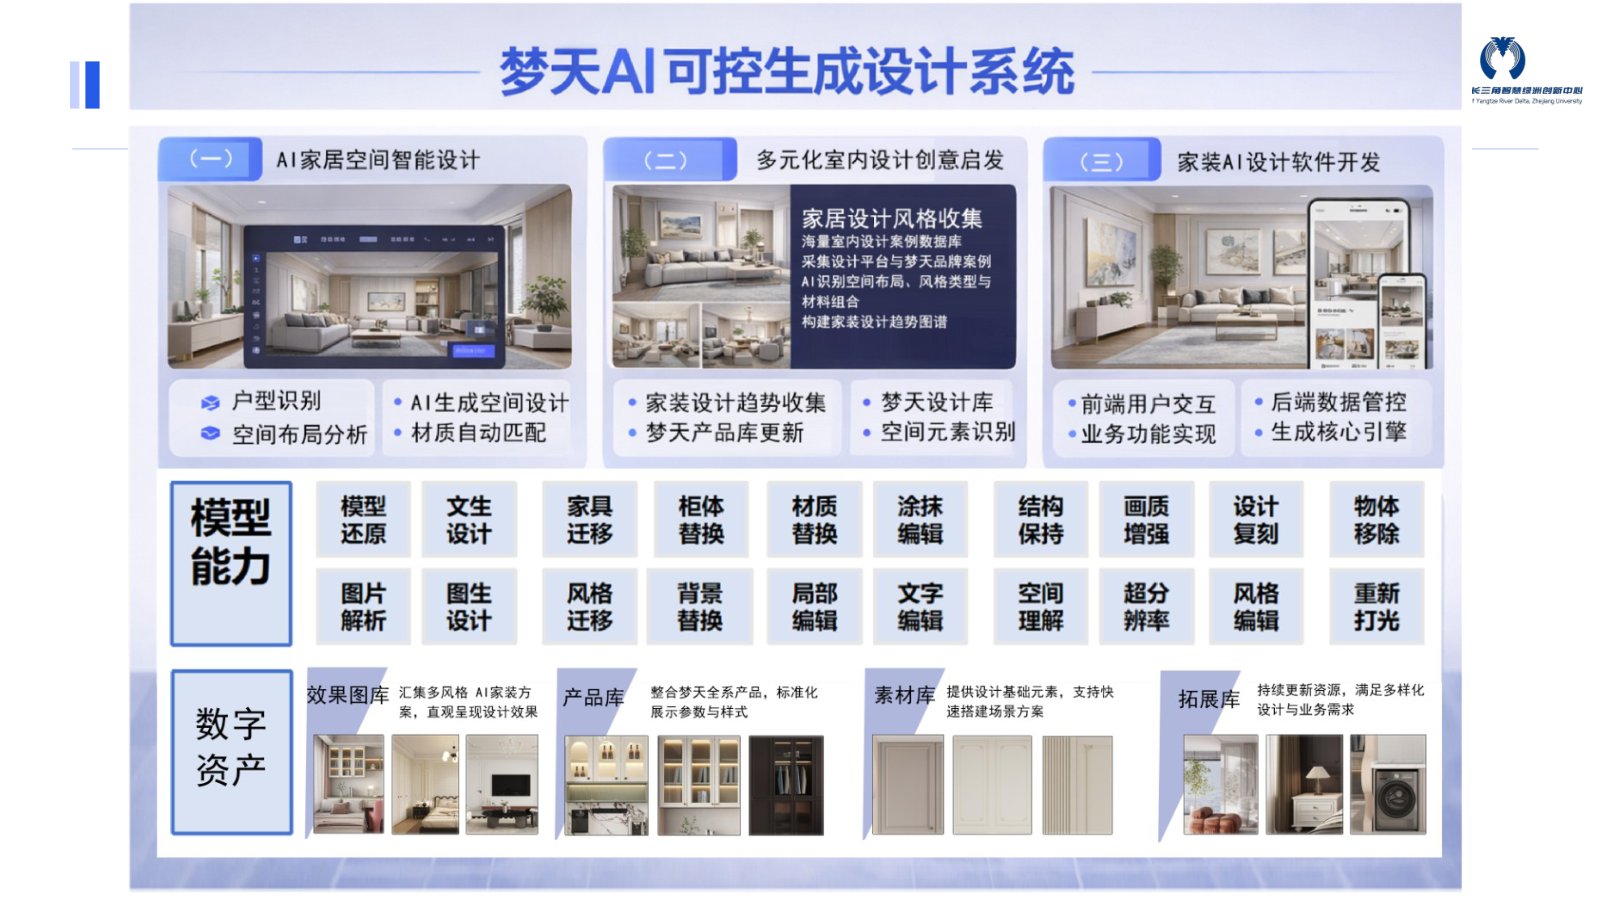 梦天AI可控生成设计系统
长三角智慧绿洲创新中心
f Yangtze River Delta, Zhejiang University
（一）
AI家居空间智能设计
户型识别
空间布局分析
AI生成空间设计
材质自动匹配
（二）
多元化室内设计创意启发
家居设计风格收集
海量室内设计案例数据库
采集设计平台与梦天品牌案例
AI识别空间布局、风格类型与
材料组合
构建家装设计趋势图谱
家装设计趋势收集
梦天产品库更新
梦天设计库
空间元素识别
（三）
家装AI设计软件开发
前端用户交互
业务功能实现
后端数据管控
生成核心引擎
模型
能力
模型
还原
文生
设计
家具
迁移
柜体
替换
材质
替换
涂抹
编辑
结构
保持
画质
增强
设计
复刻
物体
移除
图片
解析
图生
设计
风格
迁移
背景
替换
局部
编辑
文字
编辑
空间
理解
超分
辨率
风格
编辑
重新
打光
数字
资产
效果图库
汇集多风格 AI家装方
案，直观呈现设计效果
产品库
整合梦天全系产品，标准化
展示参数与样式
素材库
提供设计基础元素，支持快
速搭建场景方案
拓展库
持续更新资源，满足多样化
设计与业务需求